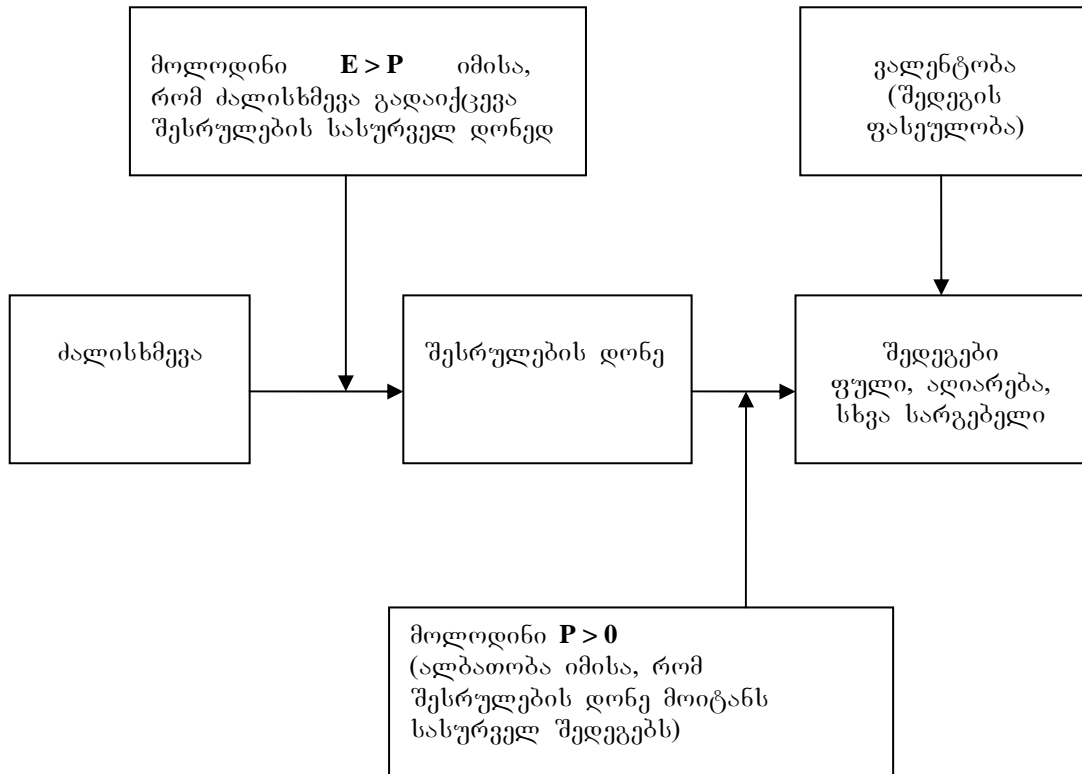 მოლოდინი E > P იმისა,
რომ ძალისხმევა გადაიქცევა
შესრულების სასურველ დონედ
ვალენტობა
(შედეგის
ფასეულობა)
ძალისხმევა
შესრულების დონე
შედეგები
ფული, აღიარება,
სხვა სარგებელი
მოლოდინი P > 0
(ალბათობა იმისა, რომ
შესრულების დონე მოიტანს
სასურველ შედეგებს)